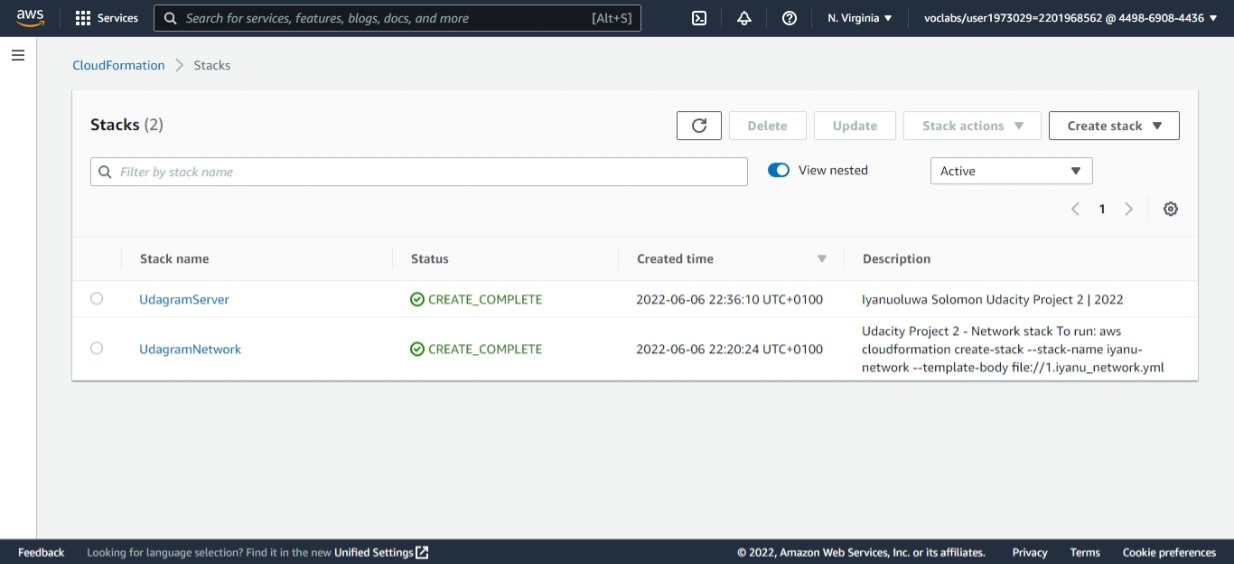 aws Services Search for services, features, blogs, docs, and more [Alt+S] N. Virginia voclabs/user1973029=2201968562 @ 4498-6908-4436
CloudFormation Stacks
Stacks (2) Delete Update Stack actions Create stack
Filter by stack name View nested Active
1
Stack name Status Created time Description
UdagramServer CREATE_COMPLETE 2022-06-06 22:36:10 UTC+0100 Iyanuoluwa Solomon Udacity Project 2 | 2022
UdagramNetwork CREATE_COMPLETE 2022-06-06 22:20:24 UTC+0100 Udacity Project 2 - Network stack To run: aws
cloudformation create-stack --stack-name iyanu-
network --template-body file://1.iyanu_network.yml
Feedback Looking for language selection? Find it in the new Unified Settings © 2022, Amazon Web Services, Inc. or its affiliates. Privacy Terms Cookie preferences